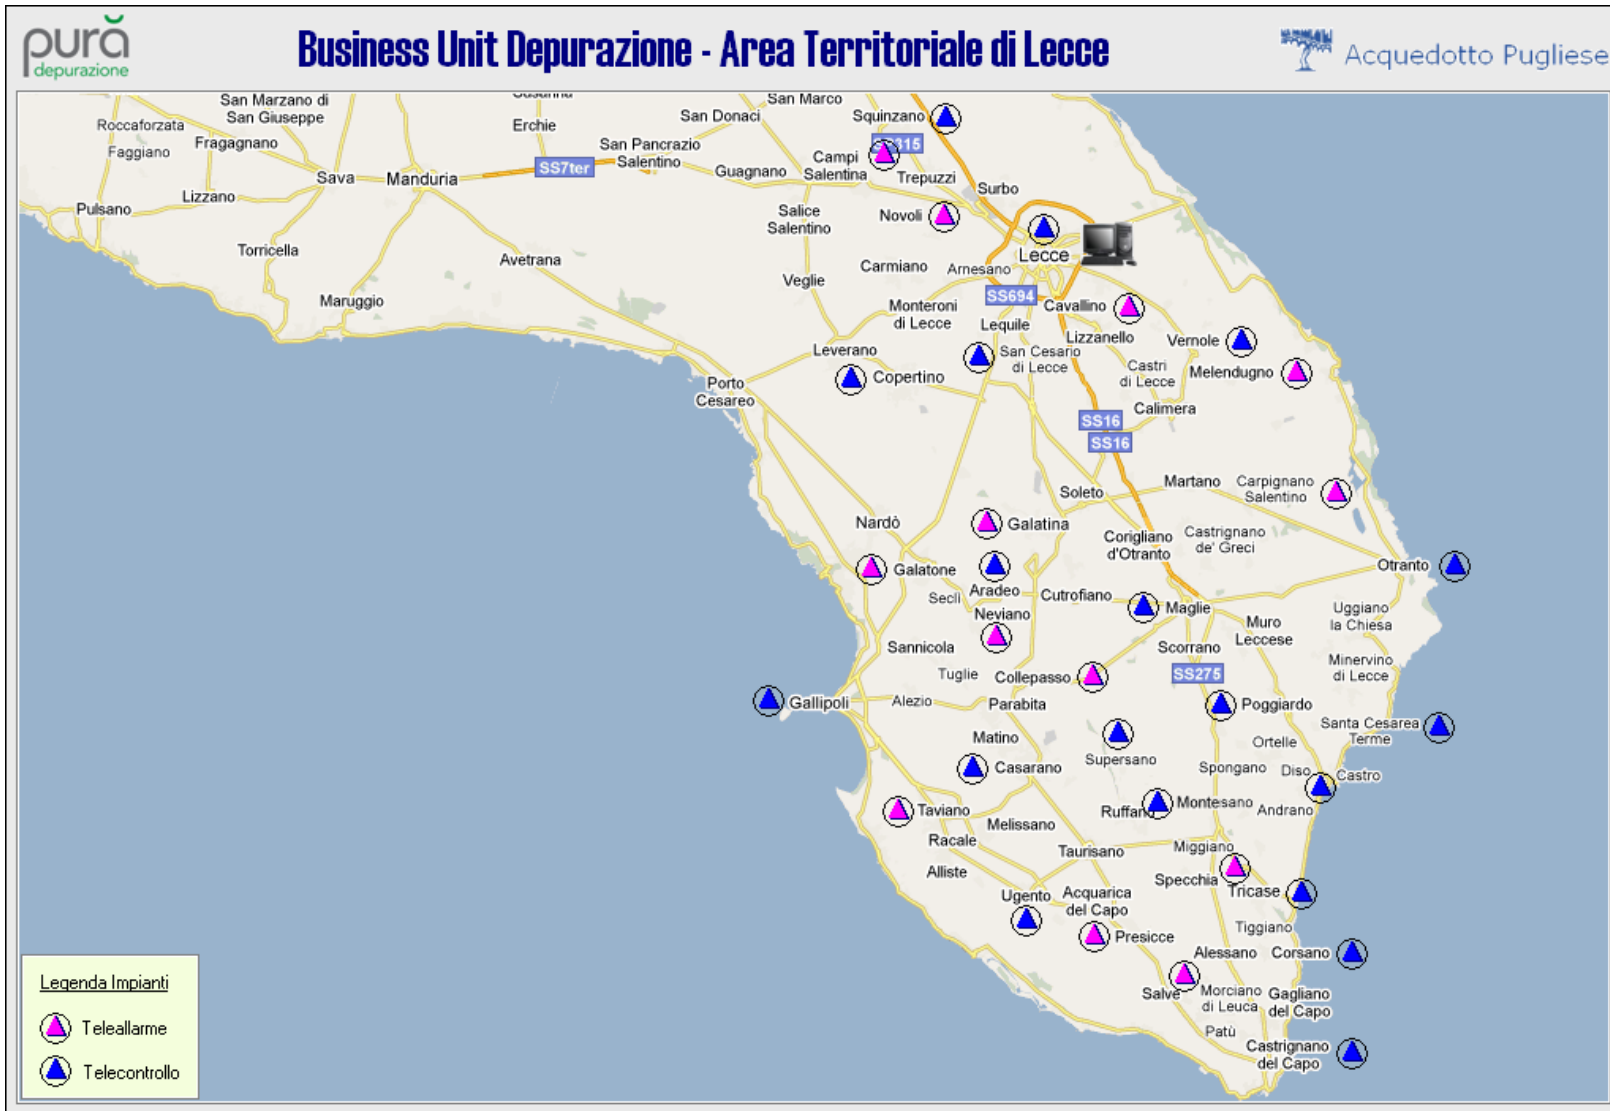 purà
depurazione
Business Unit Depurazione - Area Territoriale di Lecce
Acquedotto Pugliese
San Marzano di
San Giuseppe
Erchie
San Donaci
San Marco
Squinzano
Roccaforzata
Faggiano
Fragagnano
San Pancrazio
Salentino
SS7ter
Campi
Salentina
Trepuzzi
Guagnano
Sava
Manduria
Lizzano
Pulsano
Surbo
Novoli
Salice
Salentino
Torricella
Avetrana
Lecce
Arnesano
Carmiano
Veglie
Maruggio
SS694
Monteroni
di Lecce
Cavallino
Lequile
Lizzanello
Vernole
Leverano
San Cesario
di Lecce
Castri
di Lecce
Melendugno
Copertino
Porto
Cesareo
Calimera
SS16
SS16
Martano
Carpignano
Salentino
Soleto
Nardò
Galatina
Corigliano
d'Otranto
Castrignano
de' Greci
Galatone
Otranto
Aradeo
Secli
Cutrofiano
Maglie
Neviano
Uggiano
la Chiesa
Muro
Leccese
Sannicola
Scorrano
Tuglie
Collepasso
SS275
Minervino
di Lecce
Gallipoli
Alezio
Parabita
Poggiardo
Santa Cesarea
Terme
Matino
Ortelle
Supersano
Casarano
Spongano
Diso
Castro
Taviano
Ruffano
Montesano
Andrano
Melissano
Racale
Taurisano
Miggiano
Alliste
Specchia
Tricase
Ugento
Acquarica
del Capo
Presicce
Tiggiano
Alessano
Corsano
Salve
Morciano
di Leuca
Gagliano
del Capo
Patù
Castrignano
del Capo
Legenda Impianti
Teleallarme
Telecontrollo